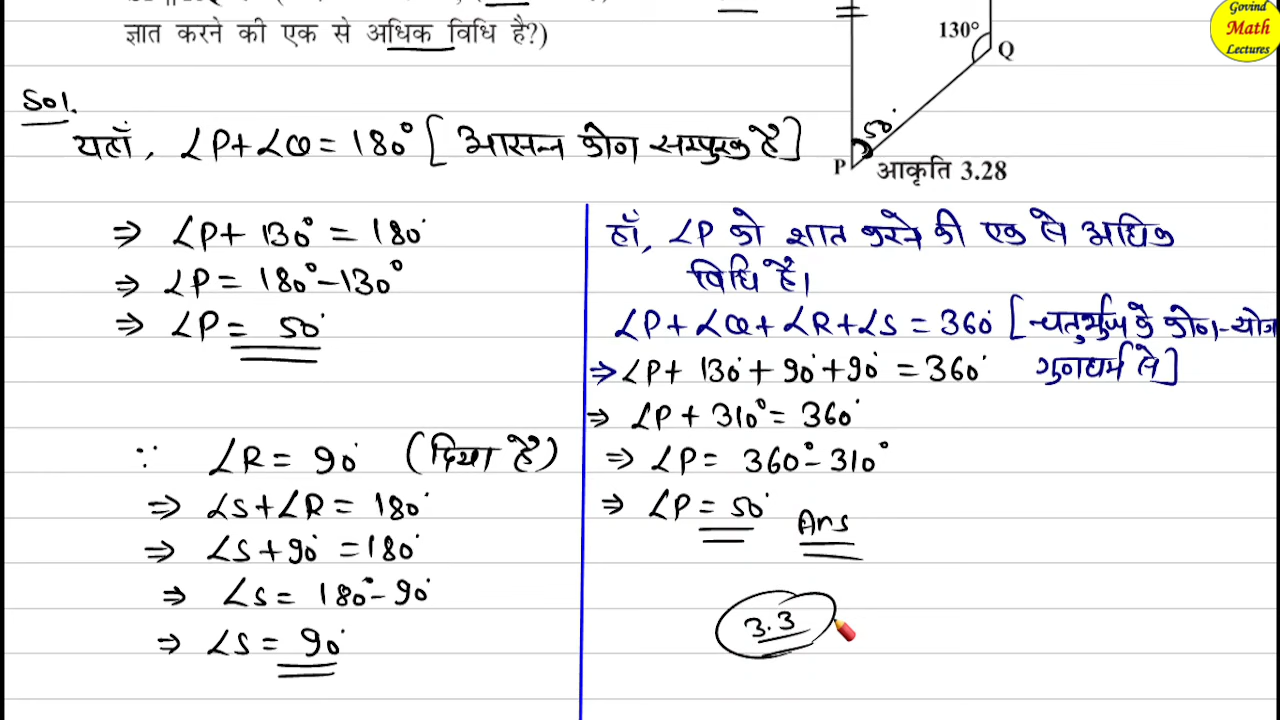 ज्ञात करने की एक से अधिक विधि है?)
Govind
Math
Lectures
130°
Q
50°
P
आकृति 3.28
Sol.
यहाँ, ∠P+∠Q = 180° [आसन्न कोण सम्पुरक है]
⇒ ∠P+ 130° = 180°
⇒ ∠P = 180° - 130°
⇒ ∠P = 50°
∵ ∠R = 90° (दिया है)
⇒ ∠S+∠R = 180°
⇒ ∠S + 90° = 180°
⇒ ∠S = 180° - 90°
⇒ ∠S = 90°
हाँ, ∠P को ज्ञात करने की एक से अधिक
विधि है।
∠P + ∠Q + ∠R + ∠S = 360° [चतुर्भुज के कोण-योग
गुणधर्म से]
⇒ ∠P + 130° + 90° + 90° = 360°
⇒ ∠P + 310° = 360°
⇒ ∠P = 360° - 310°
⇒ ∠P = 50° Ans
3.3